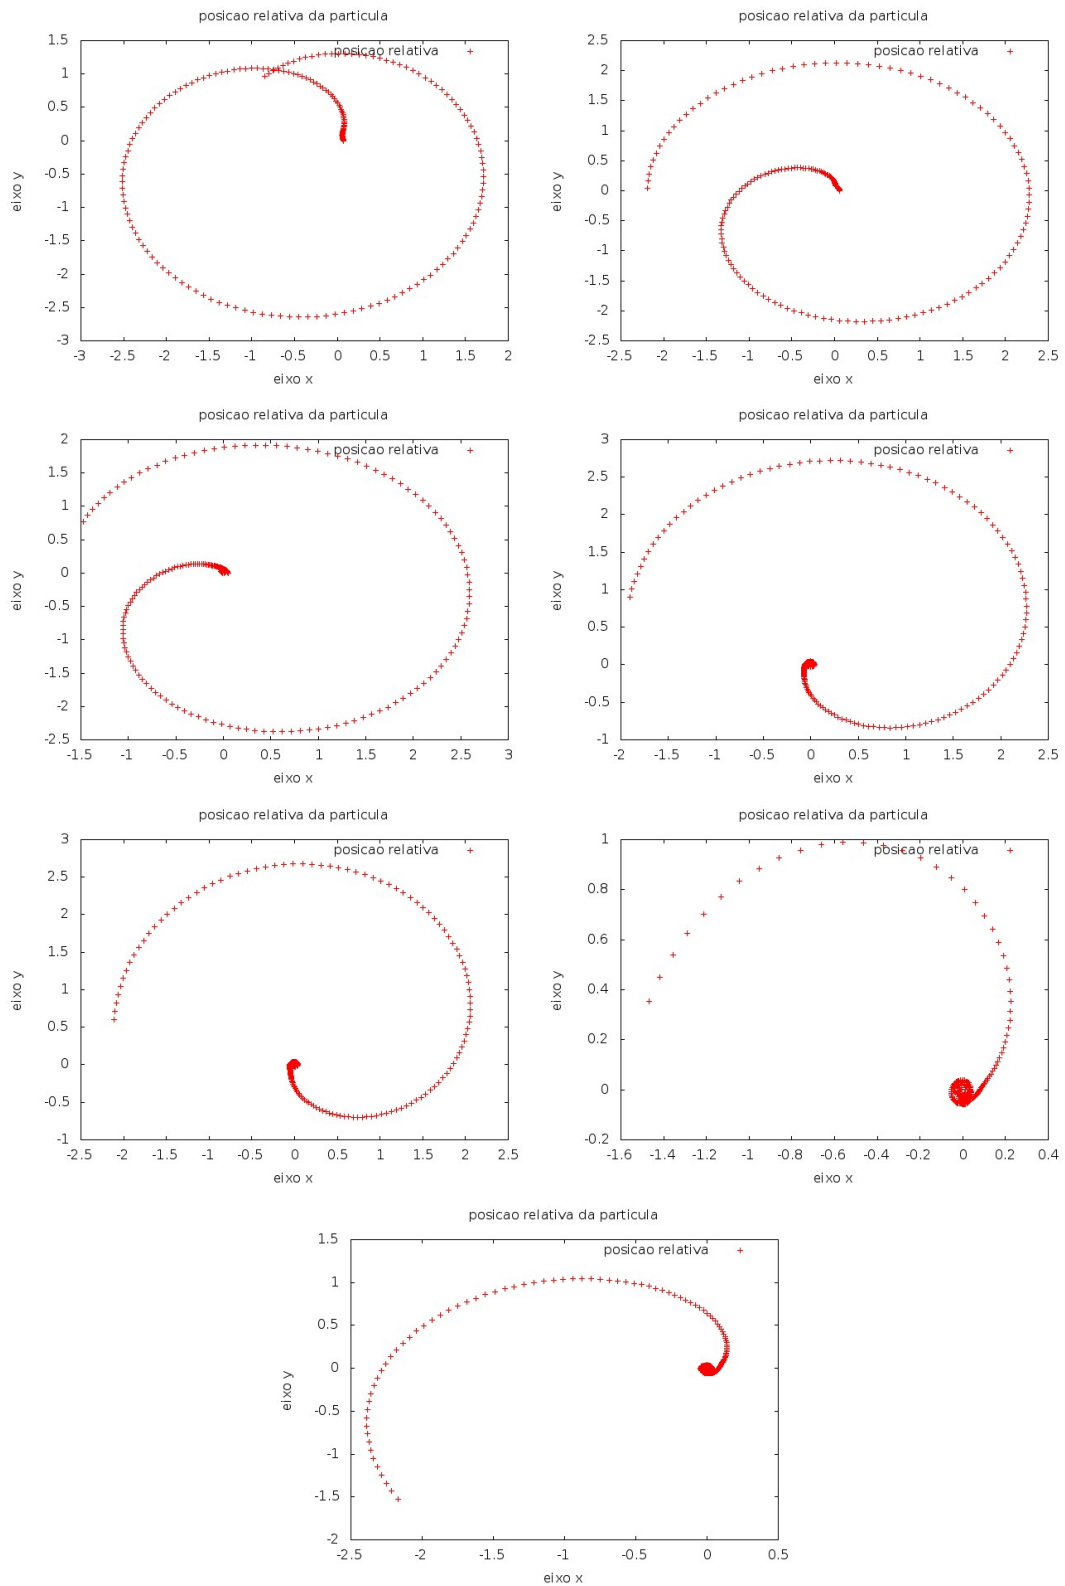 posicao relativa da particula
posicao relativa
1.5
1
0.5
0
-0.5
-1
-1.5
-2
-2.5
-3
-3 -2.5 -2 -1.5 -1 -0.5 0 0.5 1 1.5 2
eixo y
eixo x
posicao relativa da particula
posicao relativa
2.5
2
1.5
1
0.5
0
-0.5
-1
-1.5
-2
-2.5
-2.5 -2 -1.5 -1 -0.5 0 0.5 1 1.5 2 2.5
eixo y
eixo x
posicao relativa da particula
posicao relativa
2
1.5
1
0.5
0
-0.5
-1
-1.5
-2
-2.5
-1.5 -1 -0.5 0 0.5 1 1.5 2 2.5 3
eixo y
eixo x
posicao relativa da particula
posicao relativa
3
2.5
2
1.5
1
0.5
0
-0.5
-1
-2 -1.5 -1 -0.5 0 0.5 1 1.5 2 2.5
eixo y
eixo x
posicao relativa da particula
posicao relativa
3
2.5
2
1.5
1
0.5
0
-0.5
-1
-2.5 -2 -1.5 -1 -0.5 0 0.5 1 1.5 2 2.5
eixo y
eixo x
posicao relativa da particula
posicao relativa
1
0.8
0.6
0.4
0.2
0
-0.2
-1.6 -1.4 -1.2 -1 -0.8 -0.6 -0.4 -0.2 0 0.2 0.4
eixo y
eixo x
posicao relativa da particula
posicao relativa
1.5
1
0.5
0
-0.5
-1
-1.5
-2
-2.5 -2 -1.5 -1 -0.5 0 0.5
eixo y
eixo x